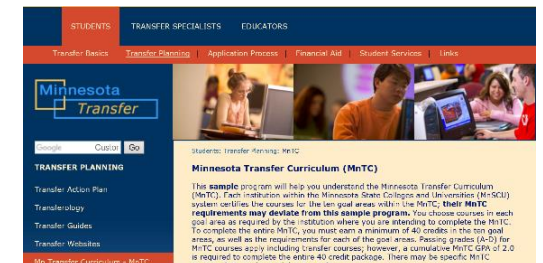 STUDENTS TRANSFER SPECIALISTS EDUCATORS
Transfer Basics | Transfer Planning | Application Process | Financial Aid | Student Services | Links
Minnesota
Transfer
Google Custor Go
Students: Transfer Planning: MnTC
TRANSFER PLANNING
Minnesota Transfer Curriculum (MnTC)
Transfer Action Plan
Transferology
Transfer Guides
Transfer Websites
Mn Transfer Curriculum - MnTC
This sample program will help you understand the Minnesota Transfer Curriculum
(MnTC). Each institution within the Minnesota State Colleges and Universities (MnSCU)
system certifies the courses for the ten goal areas within the MnTC; their MnTC
requirements may deviate from this sample program. You choose courses in each
goal area as required by the institution where you are intending to complete the MnTC.
To complete the entire MnTC, you must earn a minimum of 40 credits in the ten goal
areas, as well as the requirements for each of the goal areas. Passing grades (A-D) for
MnTC courses apply including transfer courses; however, a cumulative MnTC GPA of 2.0
is required to complete the entire 40 credit package. There may be specific MnTC